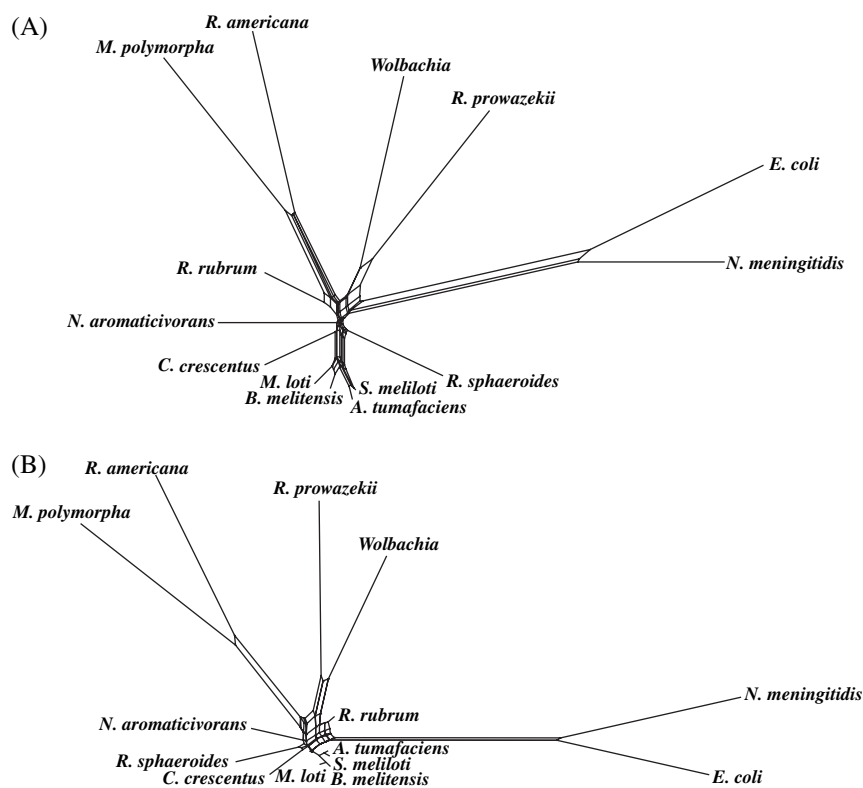 (A)
R. americana
M. polymorpha
Wolbachia
R. prowazekii
E. coli
R. rubrum
N. meningitidis
N. aromaticivorans
C. crescentus
R. sphaeroides
M. loti
S. meliloti
B. melitensis
A. tumafaciens
(B)
R. americana
R. prowazekii
M. polymorpha
Wolbachia
N. meningitidis
R. rubrum
N. aromaticivorans
A. tumafaciens
R. sphaeroides
S. meliloti
C. crescentus
M. loti
B. melitensis
E. coli